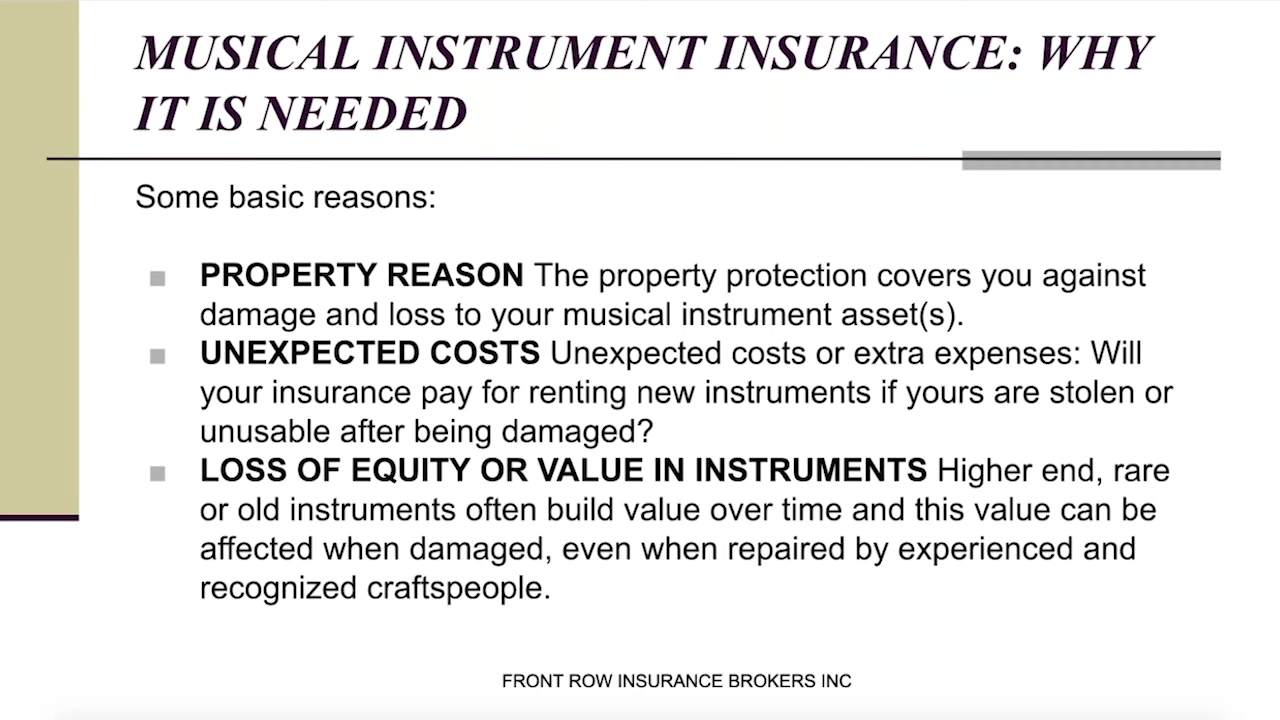 MUSICAL INSTRUMENT INSURANCE: WHY
IT IS NEEDED
Some basic reasons:
PROPERTY REASON The property protection covers you against
damage and loss to your musical instrument asset(s).
UNEXPECTED COSTS Unexpected costs or extra expenses: Will
your insurance pay for renting new instruments if yours are stolen or
unusable after being damaged?
LOSS OF EQUITY OR VALUE IN INSTRUMENTS Higher end, rare
or old instruments often build value over time and this value can be
affected when damaged, even when repaired by experienced and
recognized craftspeople.
FRONT ROW INSURANCE BROKERS INC